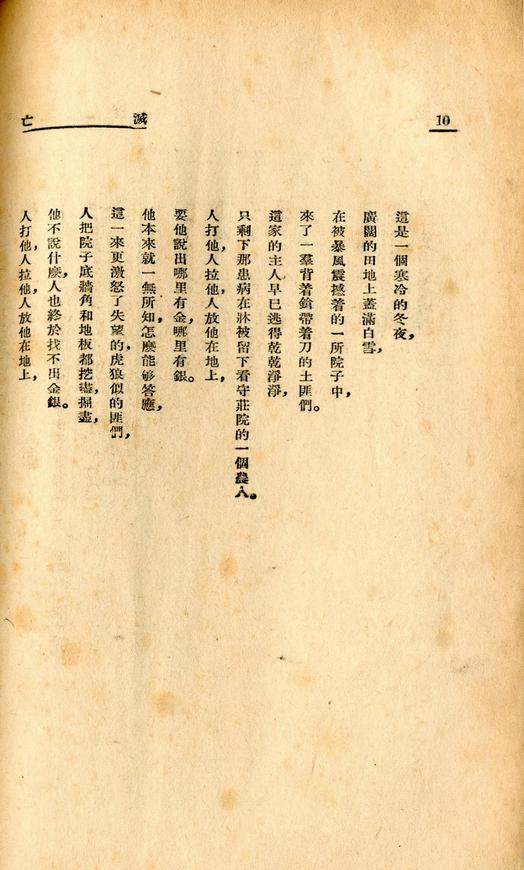 10
滅亡
這是一個寒冷的冬夜，
廣闊的田地上蓋滿白雪，
在被暴風震撼着的一所院子中，
來了一羣背着鎗帶着刀的土匪們。
這家的主人早已逃得乾乾淨淨，
只剩下那患病在牀被留下看守莊院的一個農人。
人打他，人拉他，人放他在地上，
要他說出哪里有金，哪里有銀。
他本來就一無所知，怎麼能够答應，
這一來更激怒了失望的，虎狼似的匪們，
人把院子底牆角和地板都挖盡，掘盡，
他不說什麼，人也終於找不出金銀。
人打他，人拉他，人放他在地上，